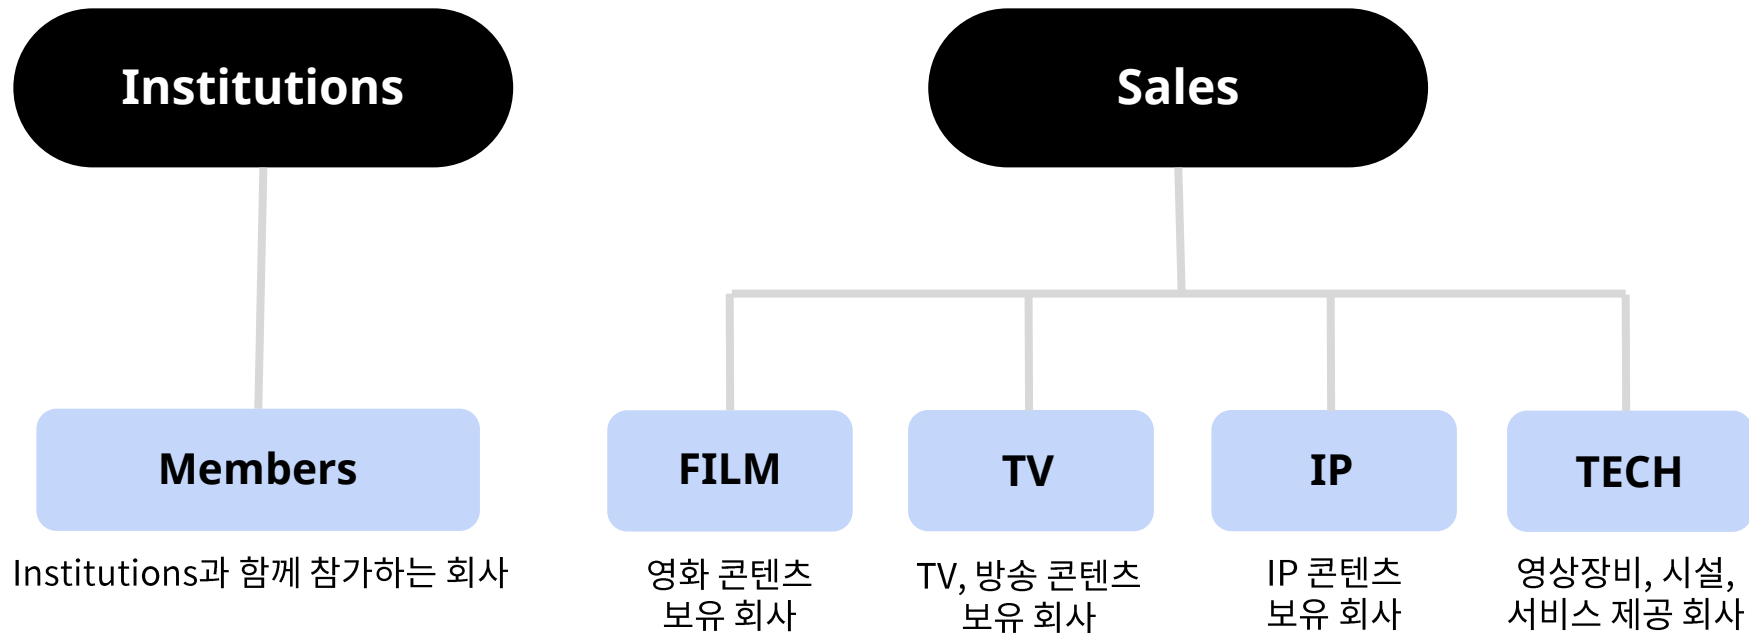 Institutions
Sales
Members
FILM
TV
IP
TECH
Institutions과 함께 참가하는 회사
영화 콘텐츠
보유 회사
TV, 방송 콘텐츠
보유 회사
IP 콘텐츠
보유 회사
영상장비, 시설,
서비스 제공 회사